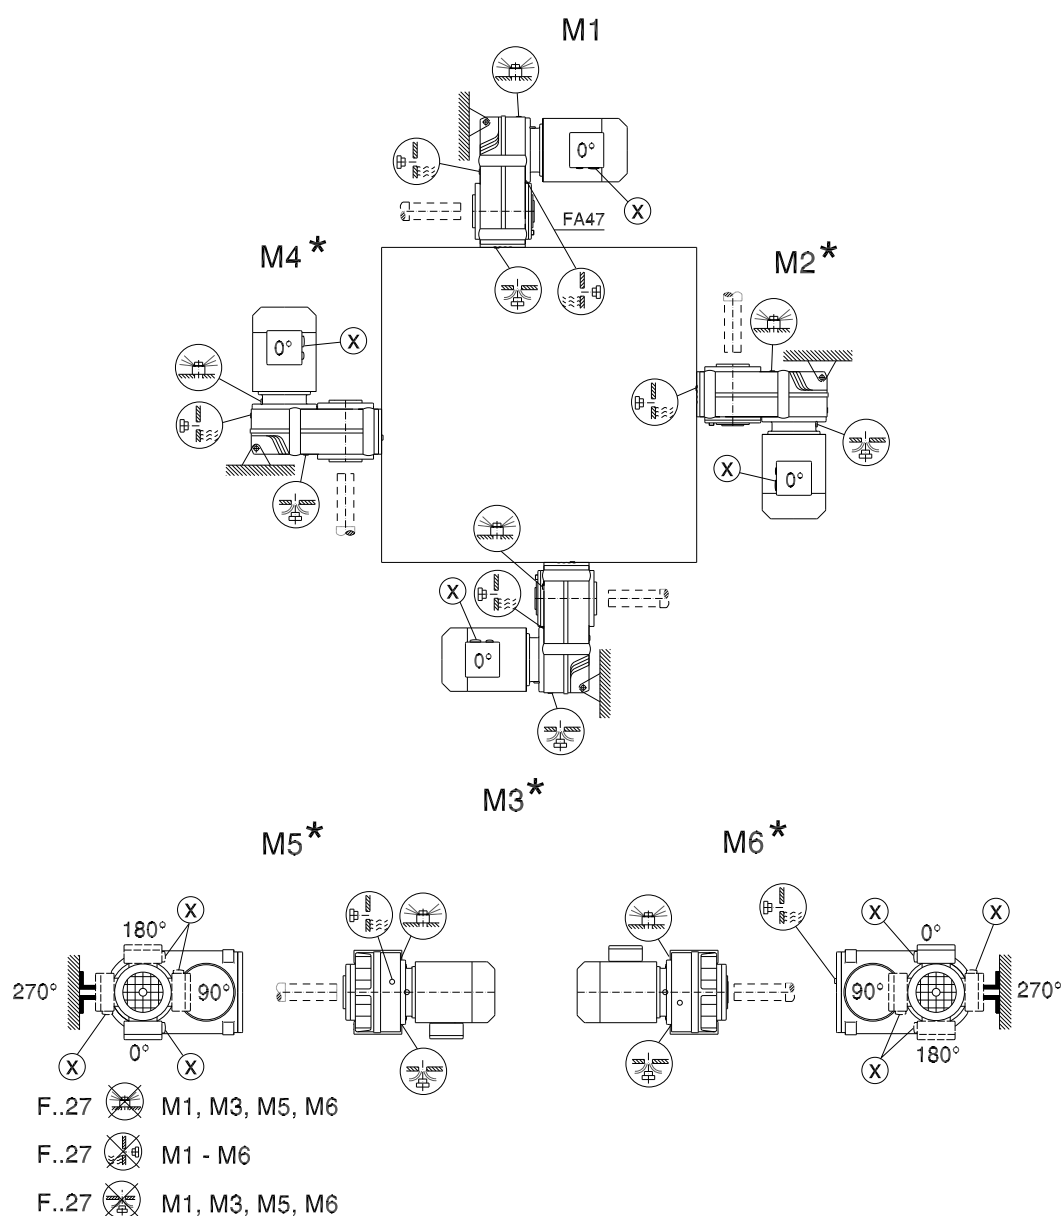 M1
0°
X
FA47
M4*
M2*
0°
X
X
0°
X
0°
M3*
M5*
M6*
X
180°
270°
90°
0°
X
X
X
X
0°
90°
270°
180°
X
F..27 M1, M3, M5, M6
F..27 M1 - M6
F..27 M1, M3, M5, M6